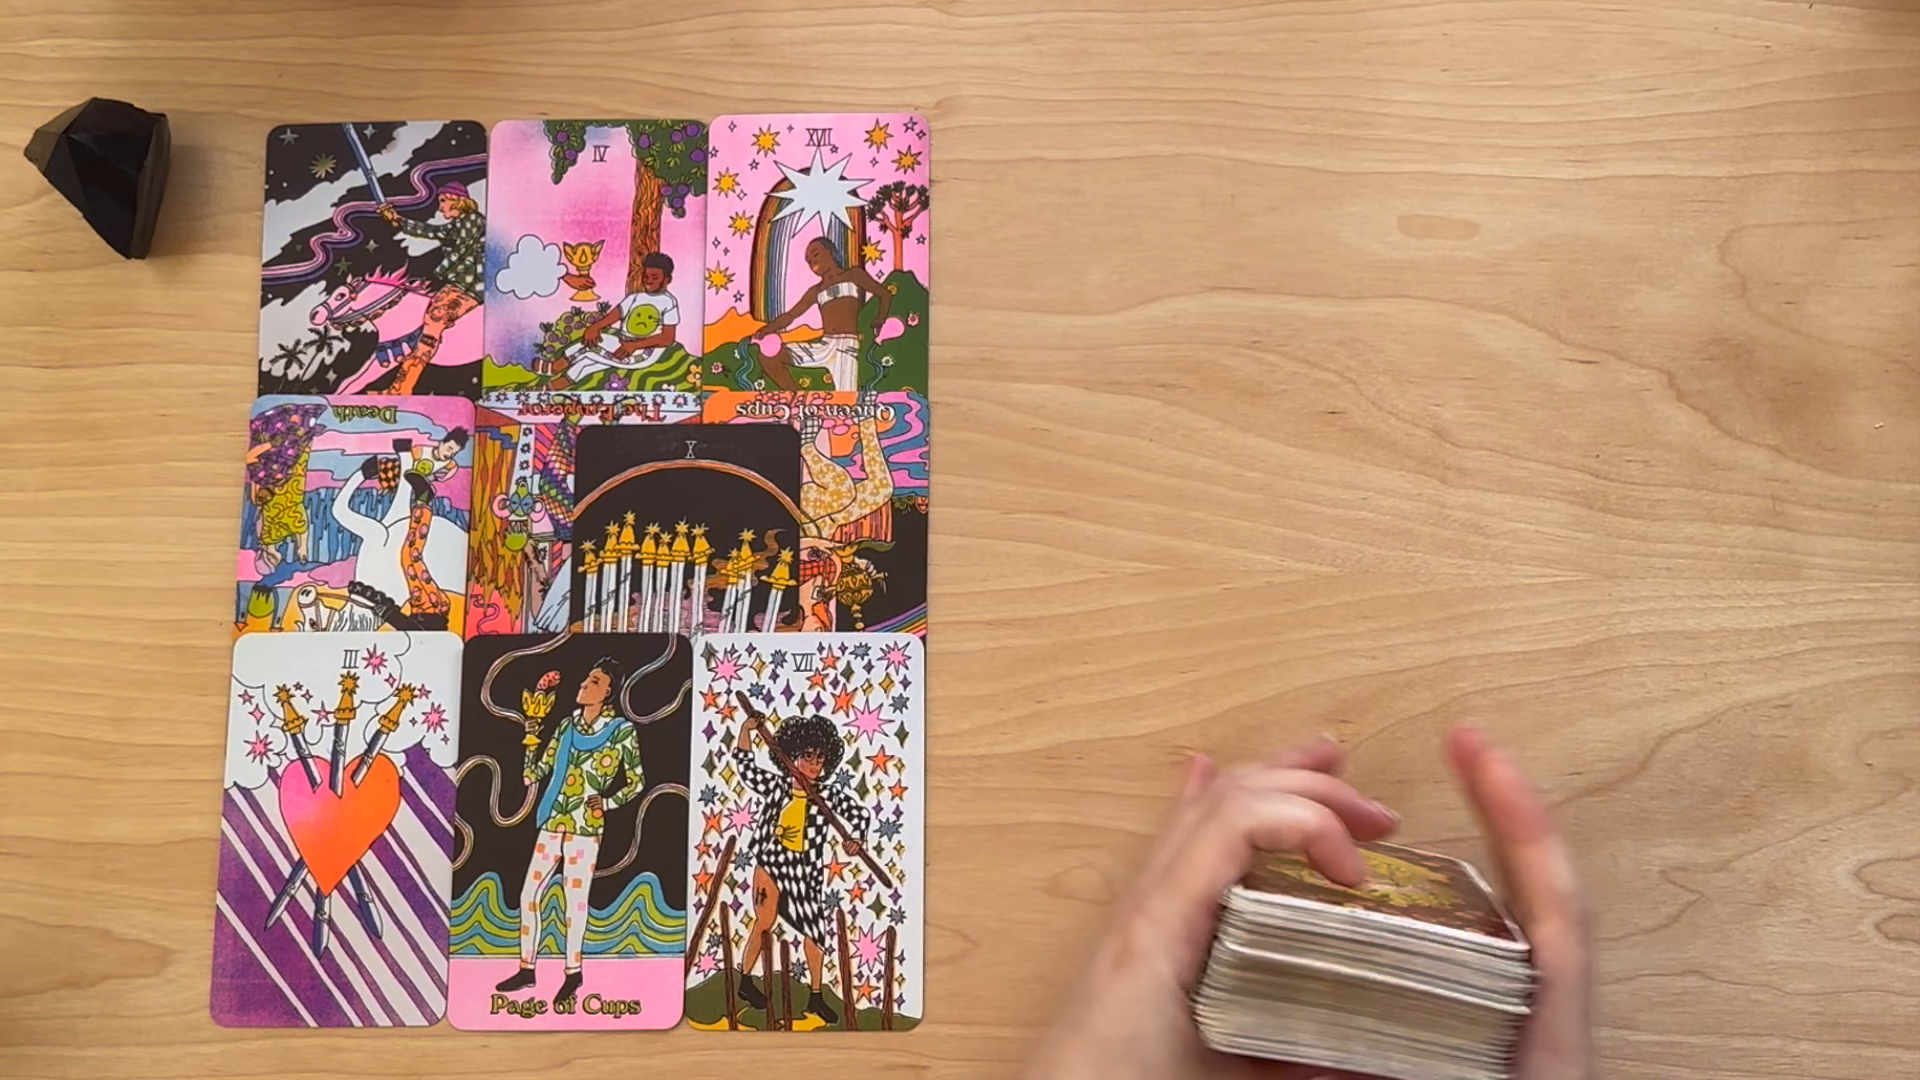 IV
XVII
Death
The Emperor
Queen of Cups
X
III
VII
Page of Cups